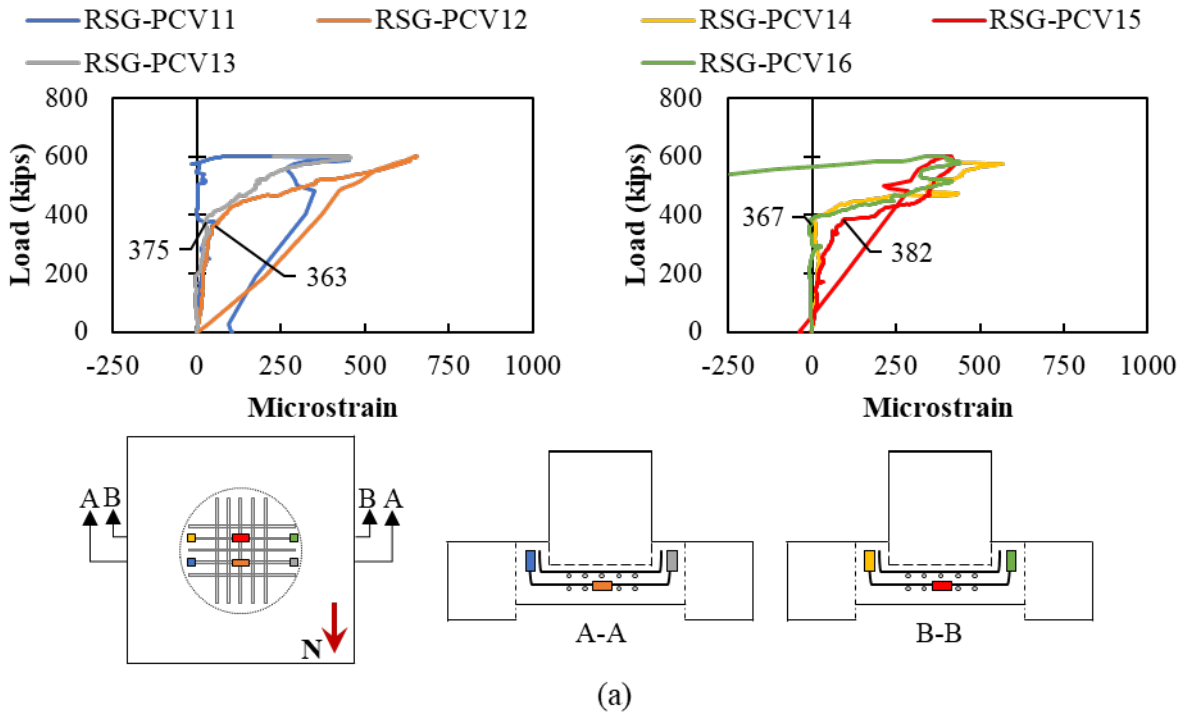 RSG-PCV11 RSG-PCV12 RSG-PCV14 RSG-PCV15
RSG-PCV13 RSG-PCV16
800 800
600 600
400 400
200 200
0 0
Load (kips) Load (kips)
375 363 367 382
-250 0 250 500 750 1000 -250 0 250 500 750 1000
Microstrain Microstrain
A B B A
N
A-A B-B
(a)